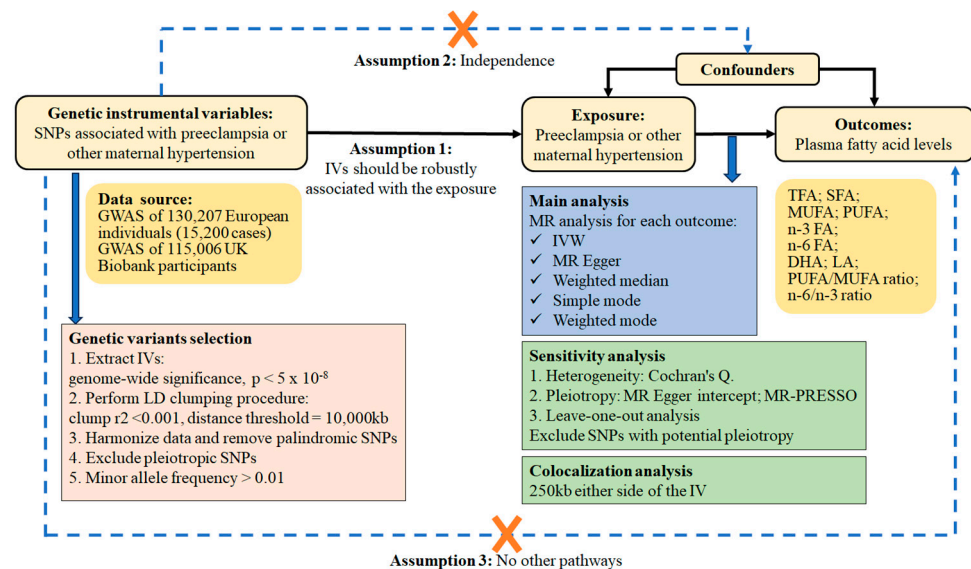 Assumption 2: Independence
Confounders
Genetic instrumental variables:
SNPs associated with preeclampsia or
other maternal hypertension
Assumption 1:
IVs should be robustly
associated with the exposure
Exposure:
Preeclampsia or other
maternal hypertension
Outcomes:
Plasma fatty acid levels
Data source:
GWAS of 130,207 European
individuals (15,200 cases)
GWAS of 115,006 UK
Biobank participants
Main analysis
MR analysis for each outcome:
✓ IVW
✓ MR Egger
✓ Weighted median
✓ Simple mode
✓ Weighted mode
TFA; SFA;
MUFA; PUFA;
n-3 FA;
n-6 FA;
DHA; LA;
PUFA/MUFA ratio;
n-6/n-3 ratio
Genetic variants selection
1. Extract IVs:
genome-wide significance, p < 5 x 10-8
2. Perform LD clumping procedure:
clump r2 <0.001, distance threshold = 10,000kb
3. Harmonize data and remove palindromic SNPs
4. Exclude pleiotropic SNPs
5. Minor allele frequency > 0.01
Sensitivity analysis
1. Heterogeneity: Cochran's Q.
2. Pleiotropy: MR Egger intercept; MR-PRESSO
3. Leave-one-out analysis
Exclude SNPs with potential pleiotropy
Colocalization analysis
250kb either side of the IV
Assumption 3: No other pathways